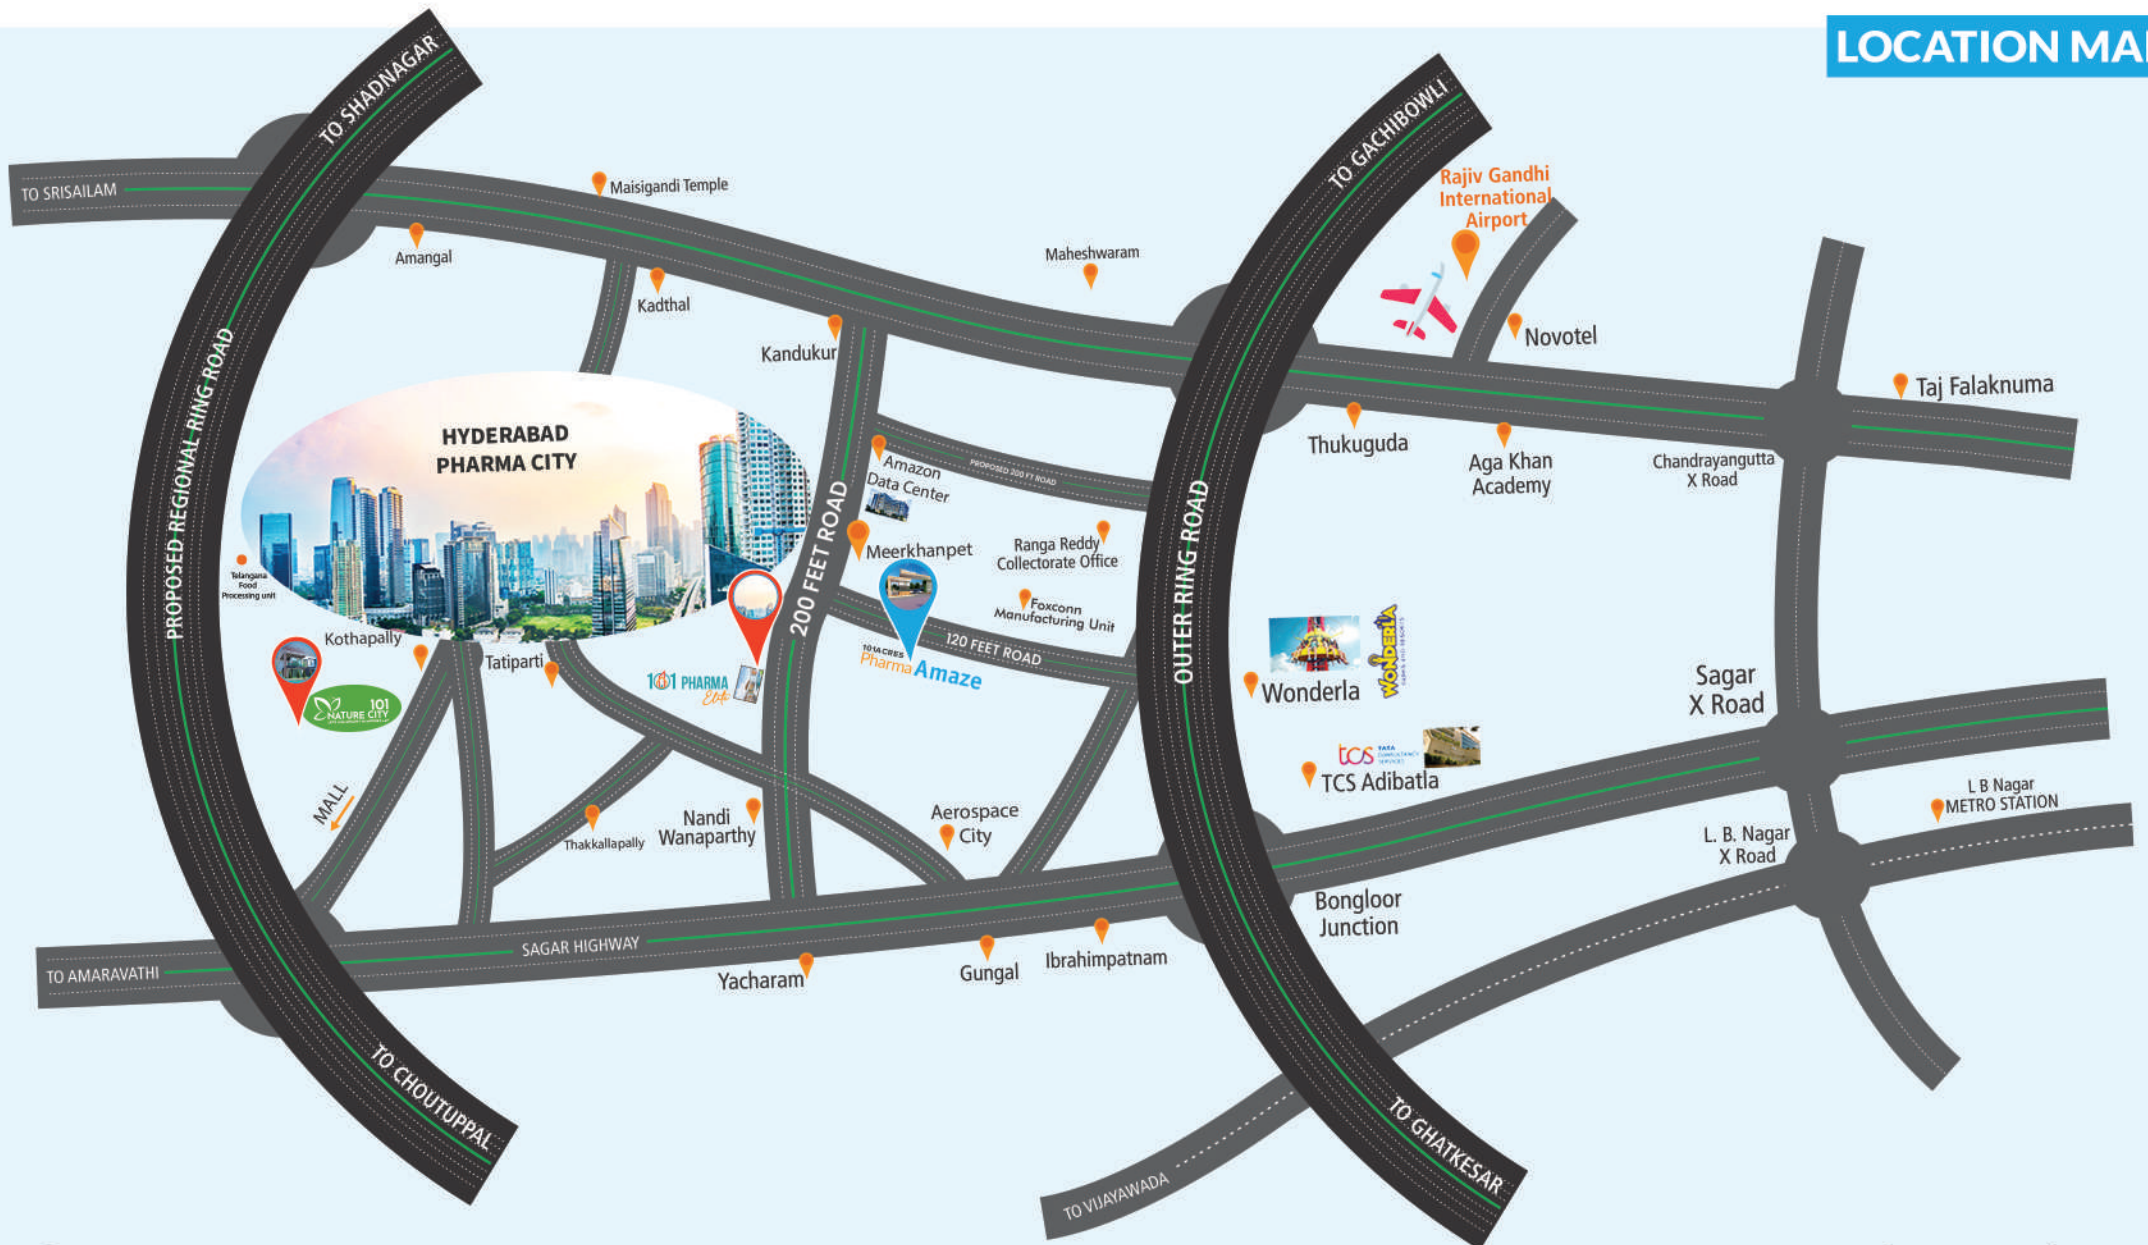 LOCATION MA
TO SHADNAGAR
TO SRISAILAM
Maisigandi Temple
Amangal
Kadthal
Kandukur
Maheshwaram
TO GACHIBOWLI
Rajiv Gandhi
International
Airport
Novotel
Taj Falaknuma
Thukuguda
Aga Khan
Academy
Chandrayangutta
X Road
PROPOSED REGIONAL RING ROAD
HYDERABAD
PHARMA CITY
200 FEET ROAD
Amazon
Data Center
PROPOSED 200 FT ROAD
Meerkhanpet
Ranga Reddy
Collectorate Office
Foxconn
Manufacturing Unit
120 FEET ROAD
OUTER RING ROAD
Telangana
Food
Processing unit
Kothapally
101
NATURE CITY
Tatiparti
101 PHARMA
Elite
101ACRES
Pharma Amaze
Wonderla
WONDERLA
tcs
TATA
CONSULTANCY
SERVICES
TCS Adibatla
Sagar
X Road
MALL
Thakkallapally
Nandi
Wanaparthy
Aerospace
City
L B Nagar
METRO STATION
L. B. Nagar
X Road
Bongloor
Junction
SAGAR HIGHWAY
TO AMARAVATHI
Yacharam
Gungal
Ibrahimpatnam
TO CHOUTUPPAL
TO VIJAYAWADA
TO GHATKESAR